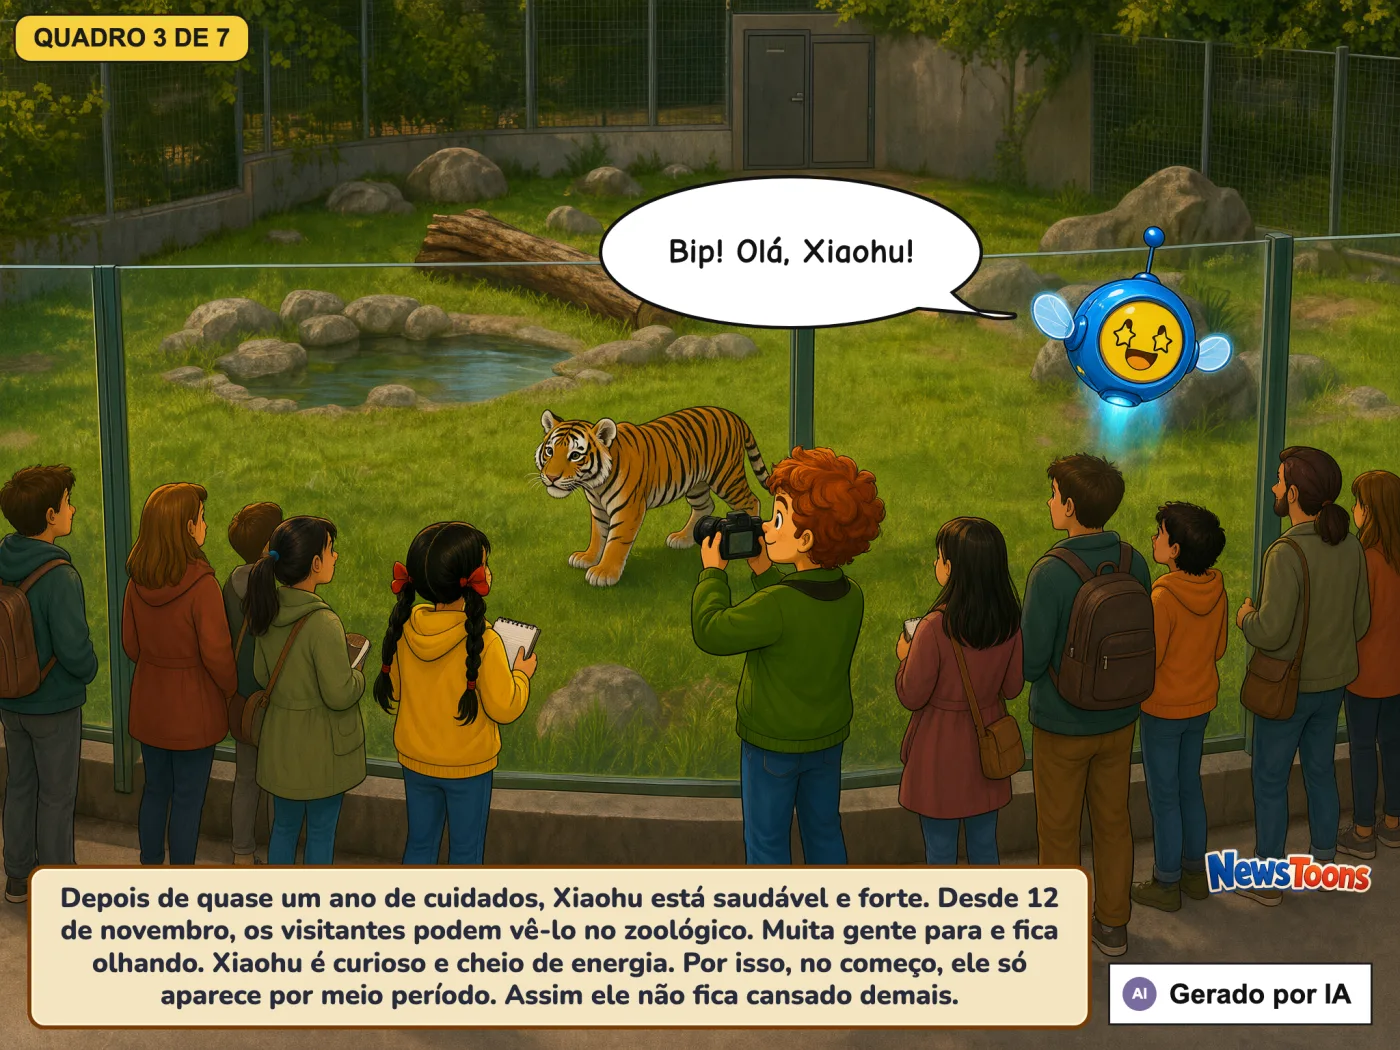 QUADRO 3 DE 7
Bip! Olá, Xiaohu!
Depois de quase um ano de cuidados, Xiaohu está saudável e forte. Desde 12
de novembro, os visitantes podem vê-lo no zoológico. Muita gente para e fica
olhando. Xiaohu é curioso e cheio de energia. Por isso, no começo, ele só
aparece por meio período. Assim ele não fica cansado demais.
NewsToons
AI Gerado por IA